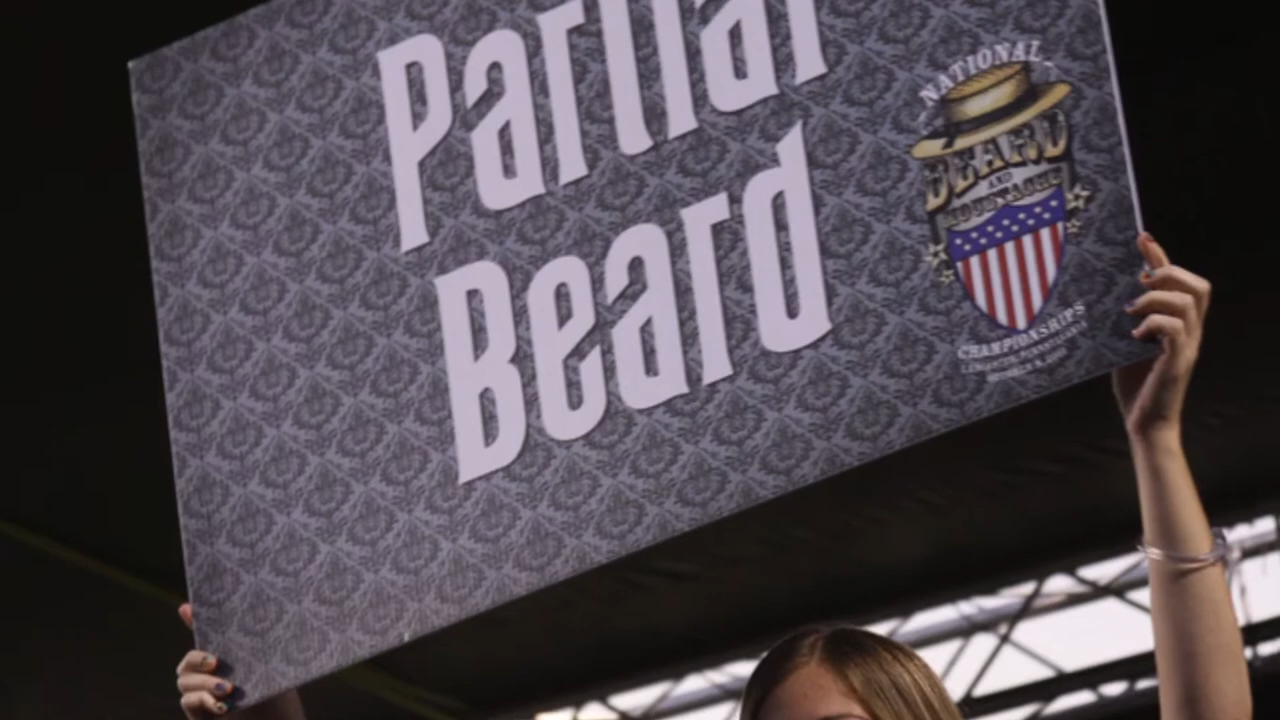 Partial
Beard
NATIONAL
BEARD
AND
MOUSTACHE
CHAMPIONSHIPS